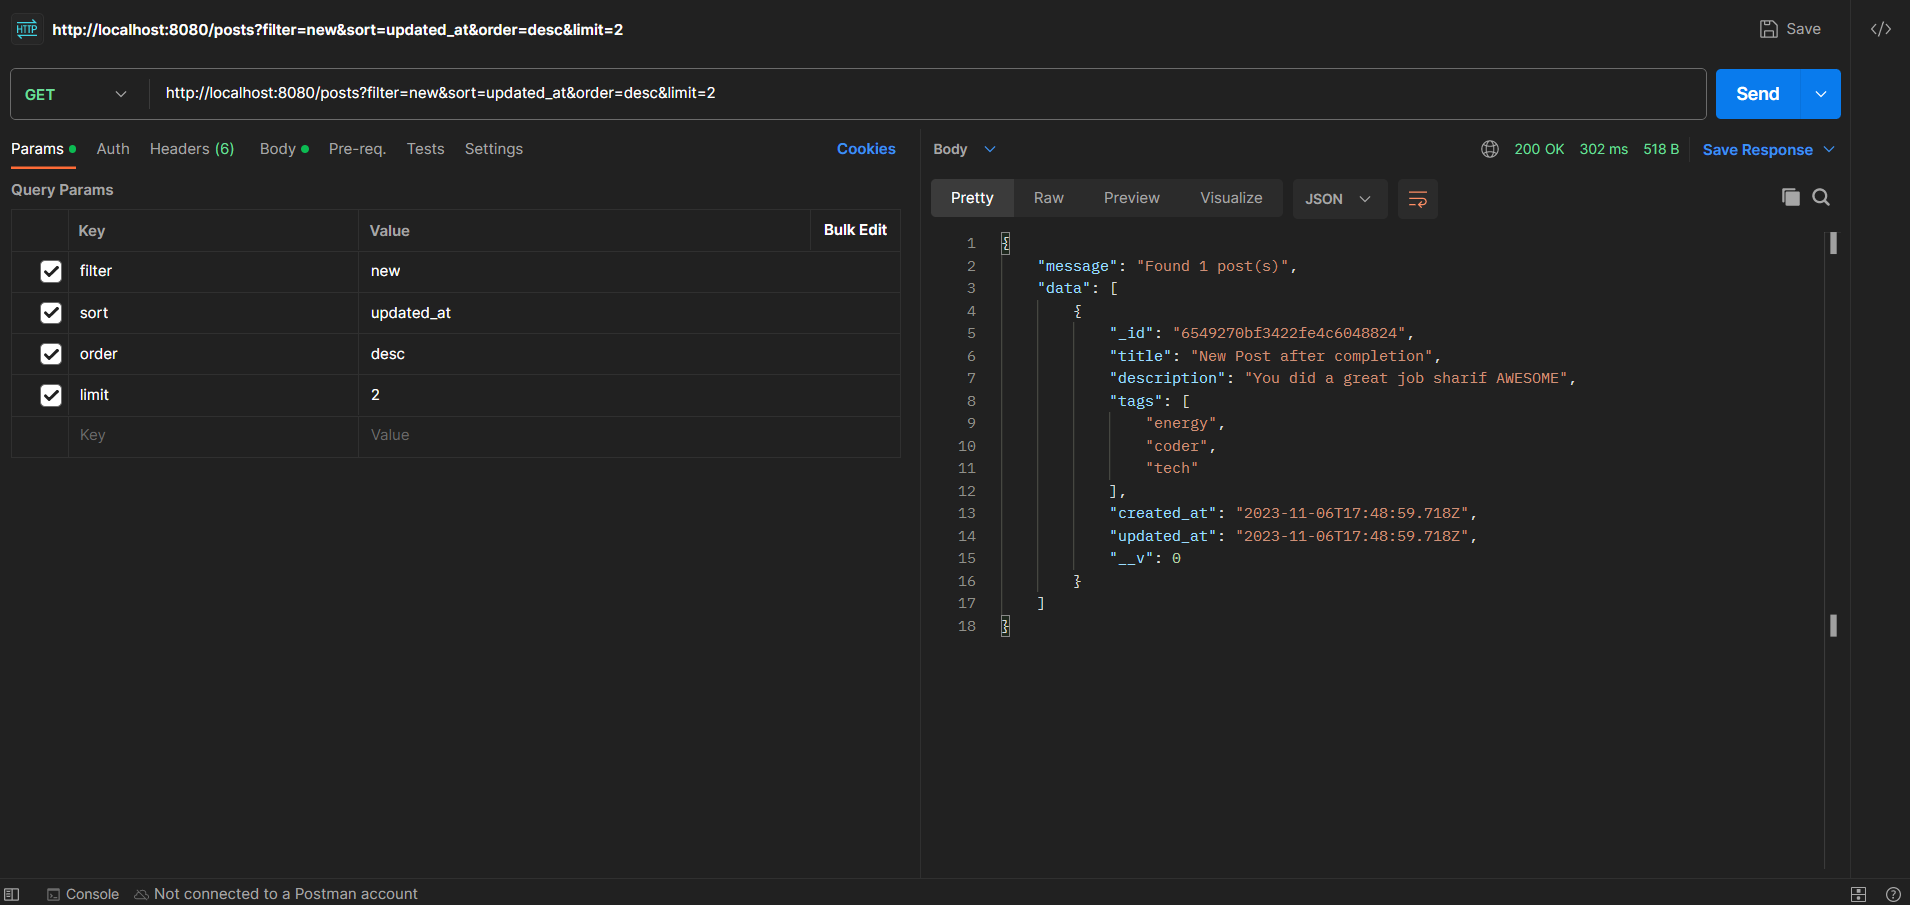 HTTP http://localhost:8080/posts?filter=new&sort=updated_at&order=desc&limit=2 Save </>
GET http://localhost:8080/posts?filter=new&sort=updated_at&order=desc&limit=2 Send
Params Auth Headers (6) Body Pre-req. Tests Settings Cookies
Query Params
Key Value Bulk Edit
filter new
sort updated_at
order desc
limit 2
Key Value
Body 200 OK 302 ms 518 B Save Response
Pretty Raw Preview Visualize JSON
1 {
2 "message": "Found 1 post(s)",
3 "data": [
4 {
5 "_id": "6549270bf3422fe4c6048824",
6 "title": "New Post after completion",
7 "description": "You did a great job sharif AWESOME",
8 "tags": [
9 "energy",
10 "coder",
11 "tech"
12 ],
13 "created_at": "2023-11-06T17:48:59.718Z",
14 "updated_at": "2023-11-06T17:48:59.718Z",
15 "__v": 0
16 }
17 ]
18 }
Console Not connected to a Postman account